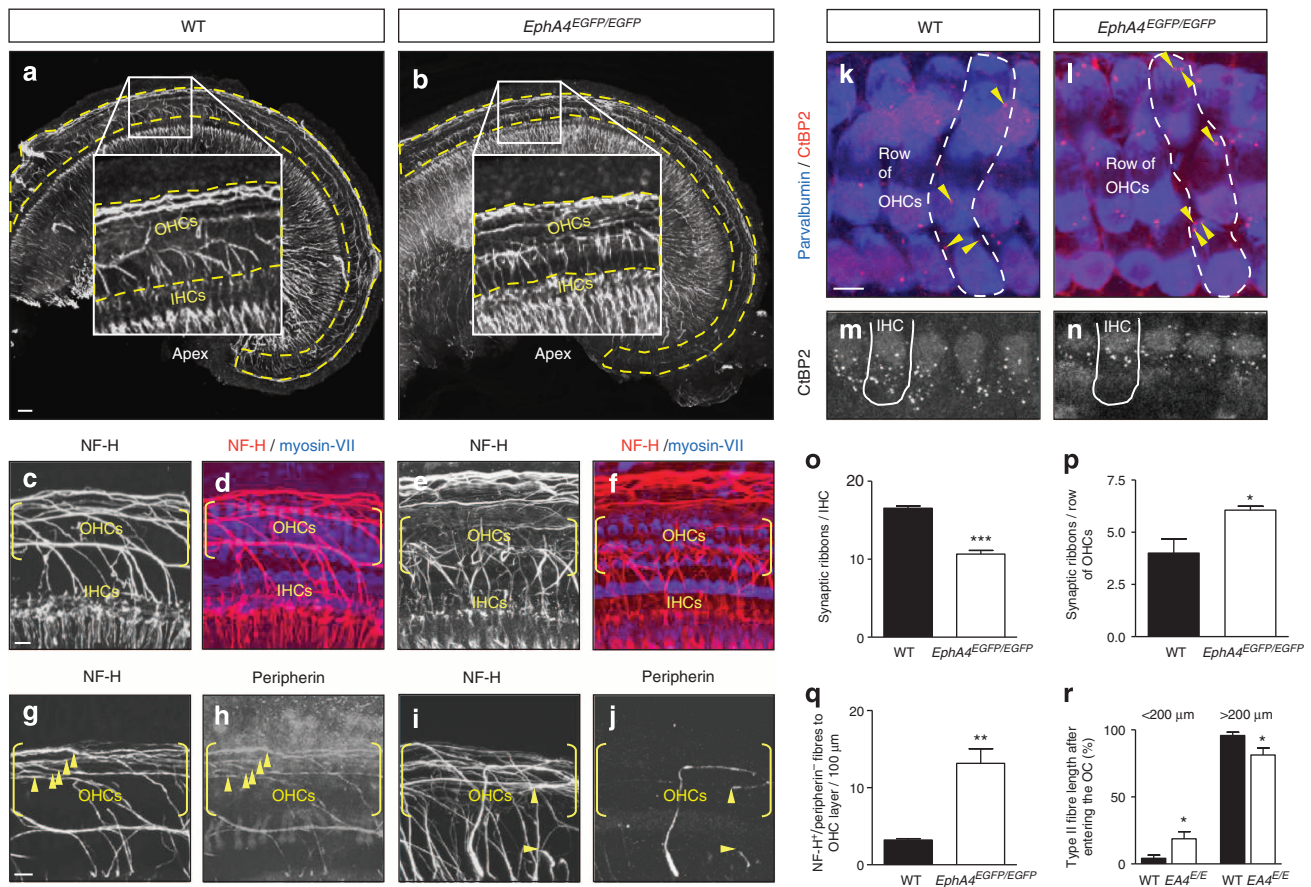 WT
EphA4EGFP/EGFP
WT
EphA4EGFP/EGFP
a
OHCs
IHCs
Apex
b
OHCs
IHCs
Apex
Parvalbumin / CtBP2
k
Row
of
OHCs
l
Row of
OHCs
CtBP2
m
IHC
n
IHC
NF-H
NF-H / myosin-VII
NF-H
NF-H /myosin-VII
c
OHCs
IHCs
d
OHCs
IHCs
e
OHCs
IHCs
f
OHCs
IHCs
NF-H
Peripherin
NF-H
Peripherin
g
OHCs
h
OHCs
i
OHCs
j
OHCs
o
Synaptic ribbons / IHC
20
10
0
***
WT
EphA4EGFP/EGFP
p
Synaptic ribbons / row
of OHCs
7.5
5.0
2.5
0.0
*
WT
EphA4EGFP/EGFP
q
NF-H+/peripherin– fibres to
OHC layer / 100 µm
20
10
0
**
WT
EphA4EGFP/EGFP
r
Type II fibre length after
entering the OC (%)
<200 µm
>200 µm
100
50
0
*
*
WT EA4E/E
WT EA4E/E